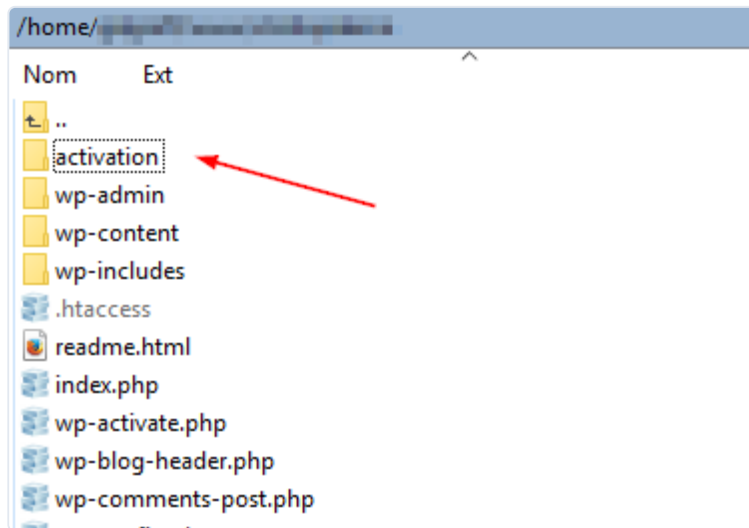 /home/
Nom Ext
..
activation
wp-admin
wp-content
wp-includes
.htaccess
readme.html
index.php
wp-activate.php
wp-blog-header.php
wp-comments-post.php